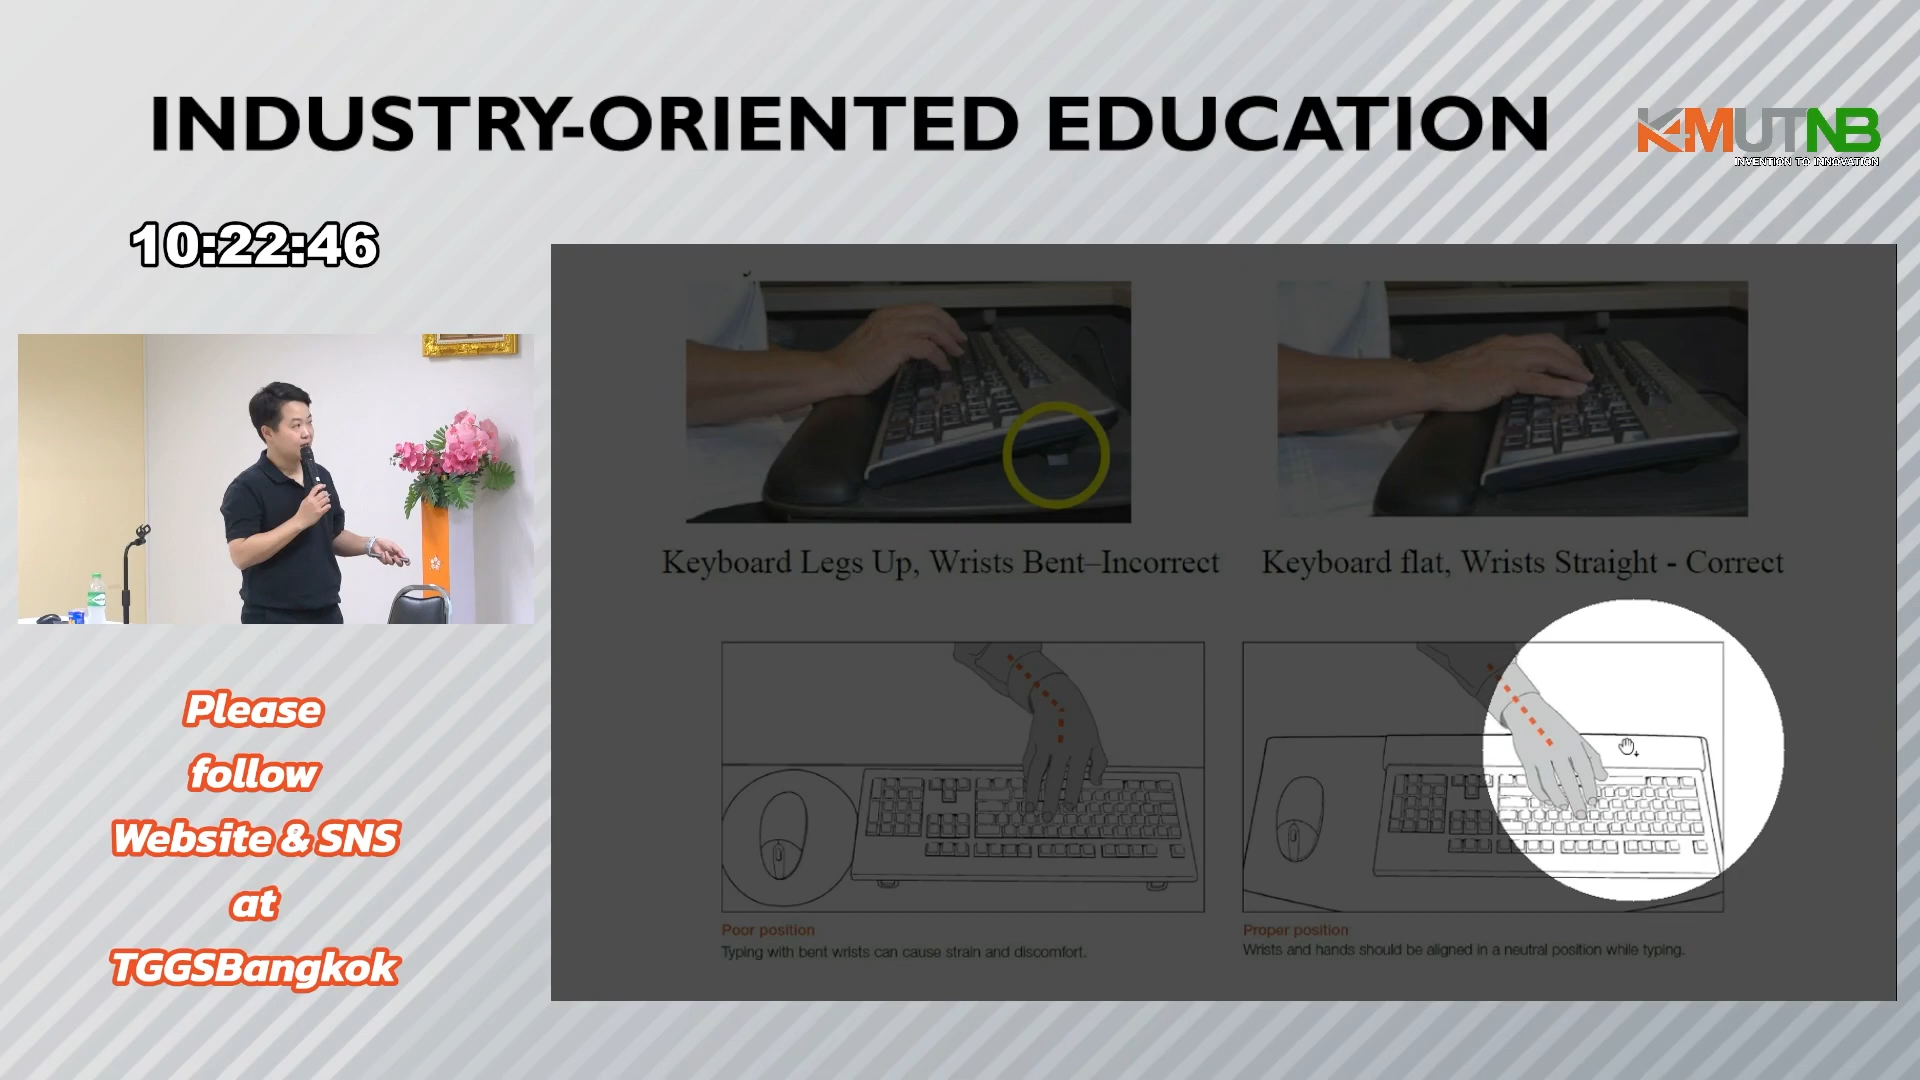 INDUSTRY-ORIENTED EDUCATION
KMUTNB
INVENTION TO INNOVATION
10:22:46
Keyboard Legs Up, Wrists Bent–Incorrect
Keyboard flat, Wrists Straight - Correct
Poor position
Typing with bent wrists can cause strain and discomfort.
Proper position
Wrists and hands should be aligned in a neutral position while typing.
Please
follow
Website & SNS
at
TGGSBangkok